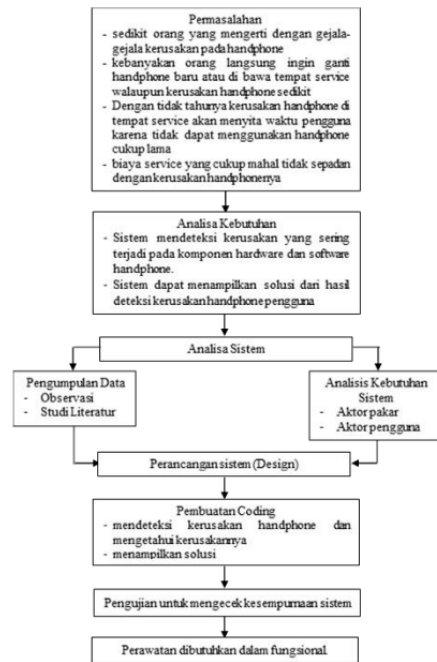 Permasalahan
- sedikit orang yang mengerti dengan gejala-
gejala kerusakan pada handphone
- kebanyakan orang langsung ingin ganti
handphone baru atau di bawa tempat service
walaupun kerusakan handphone sedikit
- Dengan tidak tahunya kerusakan handphone di
tempat service akan menyita waktu pengguna
karena tidak dapat menggunakan handphone
cukup lama
- biaya service yang cukup mahal tidak sepadan
dengan kerusakan handphonenya
Analisa Kebutuhan
- Sistem mendeteksi kerusakan yang sering
terjadi pada komponen hardware dan software
handphone.
- Sistem dapat menampilkan solusi dari hasil
deteksi kerusakan handphone pengguna
Analisa Sistem
Pengumpulan Data
- Observasi
- Studi Literatur
Analisis Kebutuhan
Sistem
- Aktor pakar
- Aktor pengguna
Perancangan sistem (Design)
Pembuatan Coding
- mendeteksi kerusakan handphone dan
mengetahui kerusakannya
- menampilkan solusi
Pengujian untuk mengecek kesempurnaan sistem
Perawatan dibutuhkan dalam fungsional.